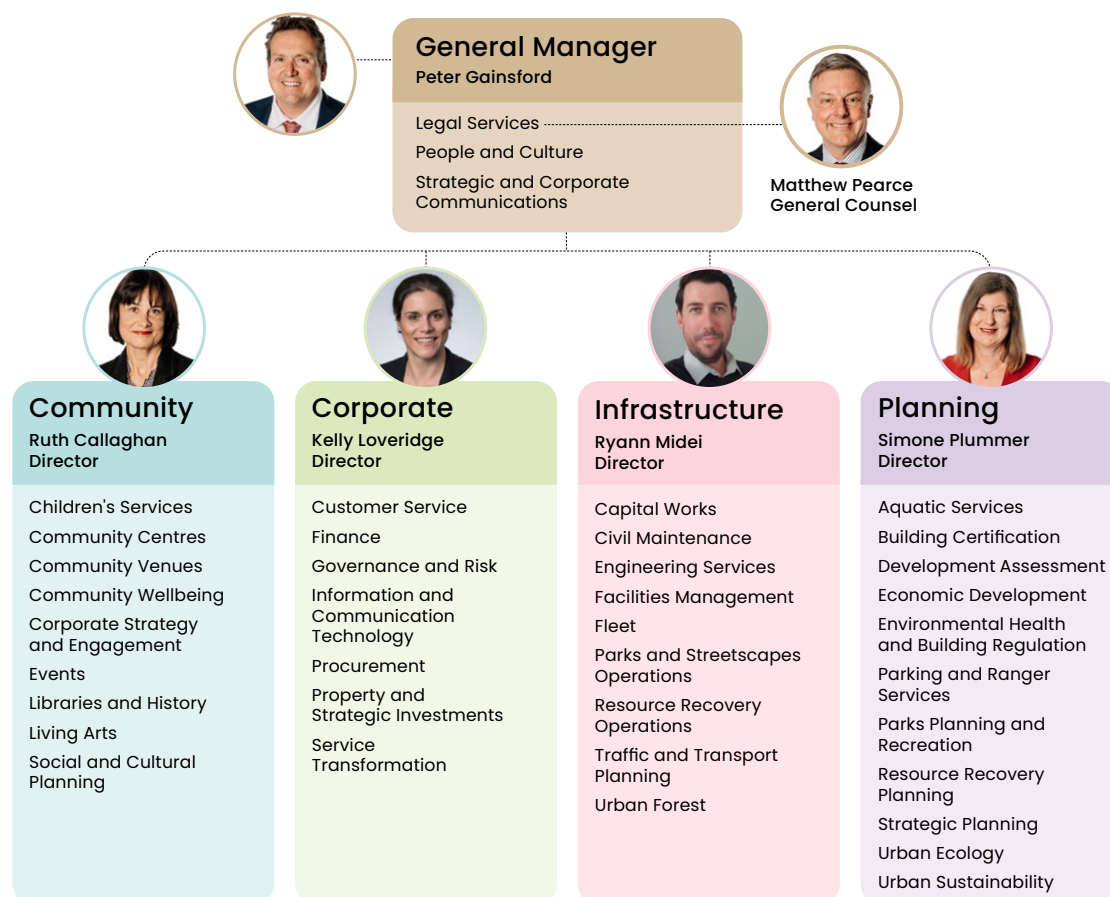 General Manager
Peter Gainsford
Legal Services
People and Culture
Strategic and Corporate
Communications
Matthew Pearce
General Counsel
Community
Ruth Callaghan
Director
Children's Services
Community Centres
Community Venues
Community Wellbeing
Corporate Strategy
and Engagement
Events
Libraries and History
Living Arts
Social and Cultural
Planning
Corporate
Kelly Loveridge
Director
Customer Service
Finance
Governance and Risk
Information and
Communication
Technology
Procurement
Property and
Strategic Investments
Service
Transformation
Infrastructure
Ryann Midei
Director
Capital Works
Civil Maintenance
Engineering Services
Facilities Management
Fleet
Parks and Streetscapes
Operations
Resource Recovery
Operations
Traffic and Transport
Planning
Urban Forest
Planning
Simone Plummer
Director
Aquatic Services
Building Certification
Development Assessment
Economic Development
Environmental Health
and Building Regulation
Parking and Ranger
Services
Parks Planning and
Recreation
Resource Recovery
Planning
Strategic Planning
Urban Ecology
Urban Sustainability